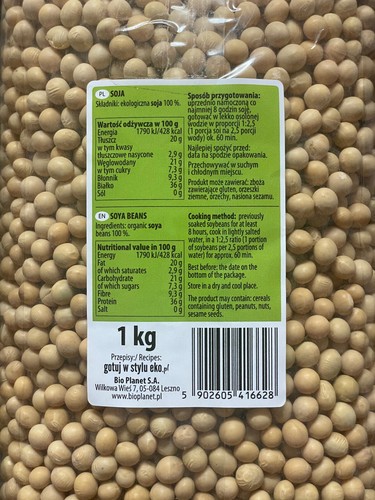 PL SOJA
Składniki: ekologiczna soja 100 %.
Wartość odżywcza w 100 g
Energia 1790 kJ/428 kcal
Tłuszcz 20 g
w tym kwasy
tłuszczowe nasycone 2,9 g
Węglowodany 21 g
w tym cukry 7,3 g
Błonnik 9,3 g
Białko 36 g
Sól 0 g
Sposób przygotowania:
uprzednio namoczoną co
najmniej 8 godzin soję,
gotować w lekko osolonej
wodzie w proporcji 1:2,5
(1 porcja soi na 2,5 porcji
wody) ok. 60 min.
Najlepiej spożyć przed:
data na spodzie opakowania.
Przechowywać w suchym
i chłodnym miejscu.
Produkt może zawierać: zboża
zawierające gluten, orzeszki
ziemne, orzechy, nasiona sezamu.
EN SOYA BEANS
Ingredients: organic soya
beans 100 %.
Nutritional value in 100 g
Energy 1790 kJ/428 kcal
Fat 20 g
of which saturates 2,9 g
Carbohydrate 21 g
of which sugars 7,3 g
Fibre 9,3 g
Protein 36 g
Salt 0 g
Cooking method: previously
soaked soybeans for at least
8 hours, cook in lightly salted
water, in a 1:2,5 ratio (1 portion
of soybeans per 2,5 portions of
water) for approx. 60 min.
Best before: the date on the
bottom of the package.
Store in a dry and cool place.
The product may contain: cereals
containing gluten, peanuts, nuts,
sesame seeds.
1 kg
Przepisy:/ Recipes:
gotuj w stylu eko.pl
Bio Planet S.A.
Wilkowa Wieś 7, 05-084 Leszno
www.bioplanet.pl
5 902605 416628